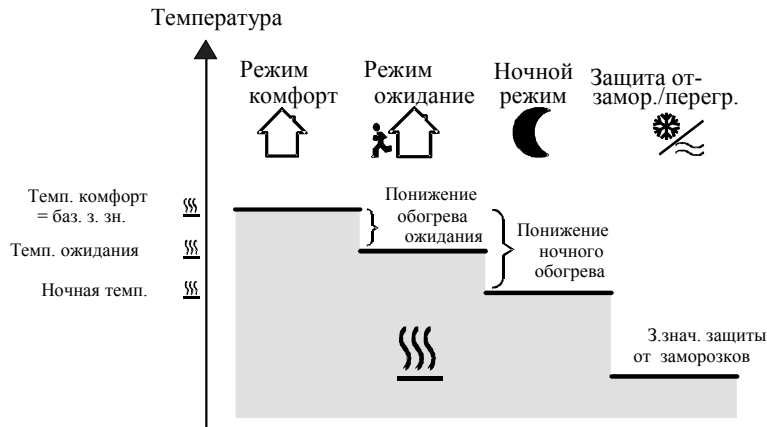 Температура
Режим
комфорт
Режим
ожидание
Ночной
режим
Защита от-
замор./перегр.
Темп. комфорт
= баз. з. зн.
Темп. ожидания
Ночная темп.
Понижение
обогрева
ожидания
Понижение
ночного
обогрева
З.знач. защиты
от заморозков